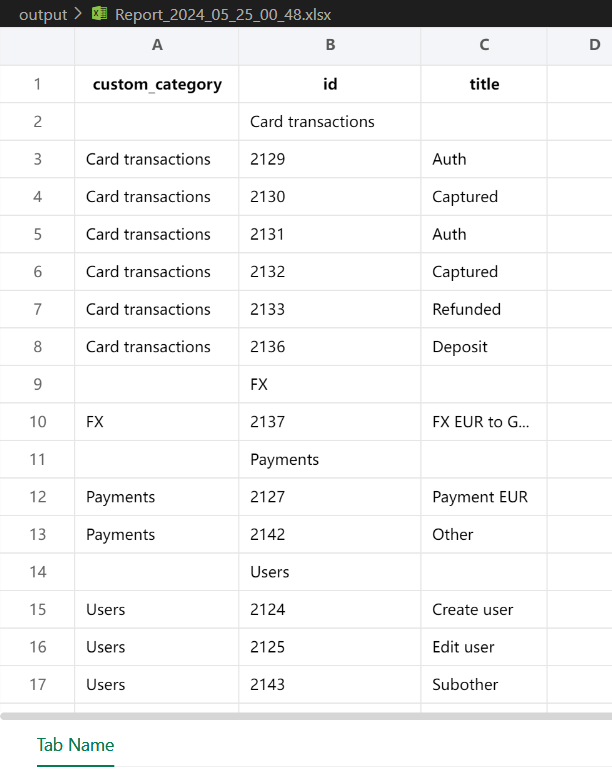 output > Report_2024_05_25_00_48.xlsx
A B C D
1 custom_category id title
2 Card transactions
3 Card transactions 2129 Auth
4 Card transactions 2130 Captured
5 Card transactions 2131 Auth
6 Card transactions 2132 Captured
7 Card transactions 2133 Refunded
8 Card transactions 2136 Deposit
9 FX
10 FX 2137 FX EUR to G...
11 Payments
12 Payments 2127 Payment EUR
13 Payments 2142 Other
14 Users
15 Users 2124 Create user
16 Users 2125 Edit user
17 Users 2143 Subother
Tab Name